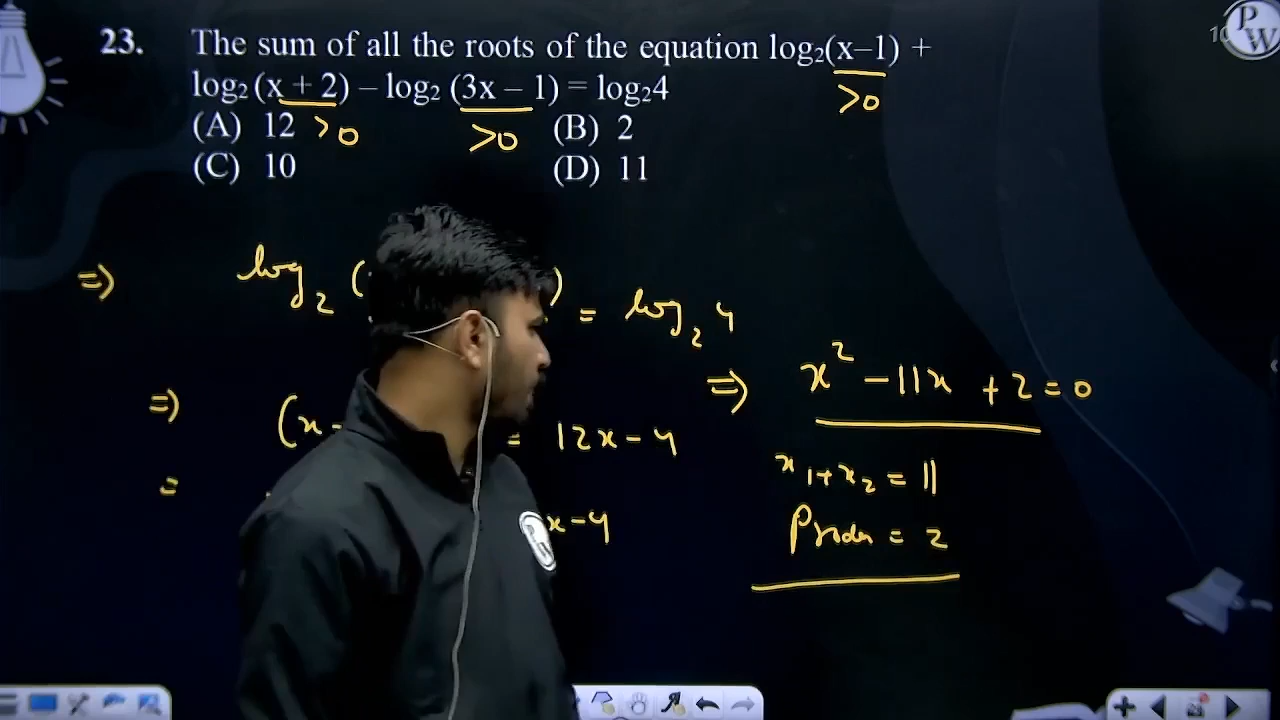 23. The sum of all the roots of the equation log₂(x–1) +
log₂ (x + 2) – log₂ (3x – 1) = log₂4
>0
(A) 12 >0 >0 (B) 2
(C) 10 (D) 11
=> log₂ ( ) = log₂ 4
=> x² - 11x + 2 = 0
=> (x- = 12x - 4
x₁+x₂ = 11
= x-4
= 2
PW
PW